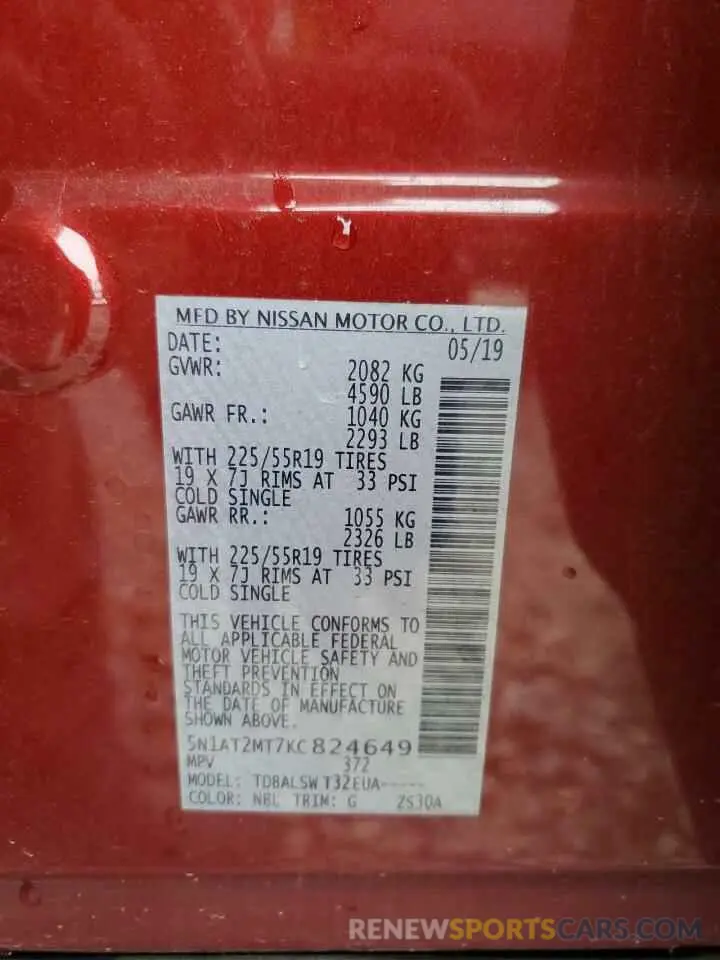 MFD BY NISSAN MOTOR CO., LTD.
DATE: 05/19
GVWR: 2082 KG
4590 LB
GAWR FR.: 1040 KG
2293 LB
WITH 225/55R19 TIRES
19 X 7J RIMS AT 33 PSI
COLD SINGLE
GAWR RR.: 1055 KG
2326 LB
WITH 225/55R19 TIRES
19 X 7J RIMS AT 33 PSI
COLD SINGLE
THIS VEHICLE CONFORMS TO
ALL APPLICABLE FEDERAL
MOTOR VEHICLE SAFETY AND
THEFT PREVENTION
STANDARDS IN EFFECT ON
THE DATE OF MANUFACTURE
SHOWN ABOVE.
5N1AT2MT7KC824649
MPV 372
MODEL: TDBALSW T32EUA-----
COLOR: NBL TRIM: G ZS30A
RENEWSPORTSCARS.COM